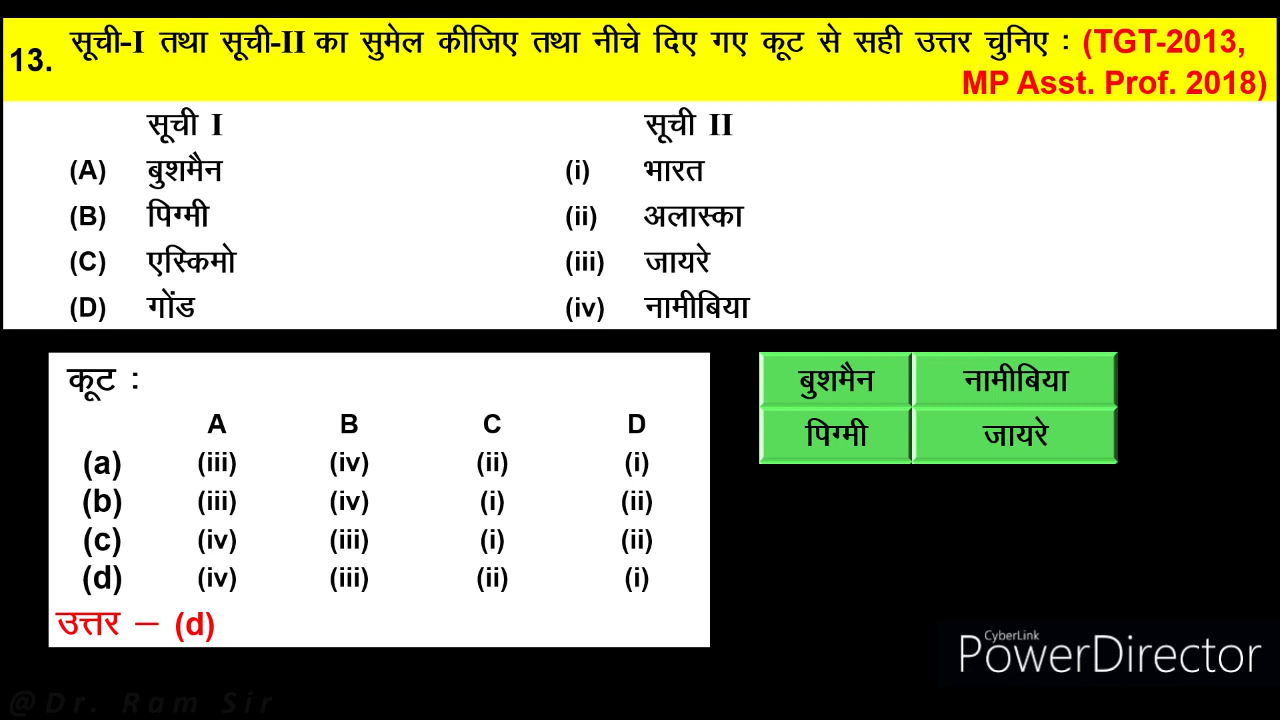 13. सूची-I तथा सूची-II का सुमेल कीजिए तथा नीचे दिए गए कूट से सही उत्तर चुनिए : (TGT-2013,
MP Asst. Prof. 2018)
सूची I सूची II
(A) बुशमैन (i) भारत
(B) पिग्मी (ii) अलास्का
(C) एस्किमो (iii) जायरे
(D) गोंड (iv) नामीबिया
कूट :
A B C D
(a) (iii) (iv) (ii) (i)
(b) (iii) (iv) (i) (ii)
(c) (iv) (iii) (i) (ii)
(d) (iv) (iii) (ii) (i)
उत्तर – (d)
बुशमैन नामीबिया
पिग्मी जायरे
CyberLink
PowerDirector
@Dr. Ram Sir